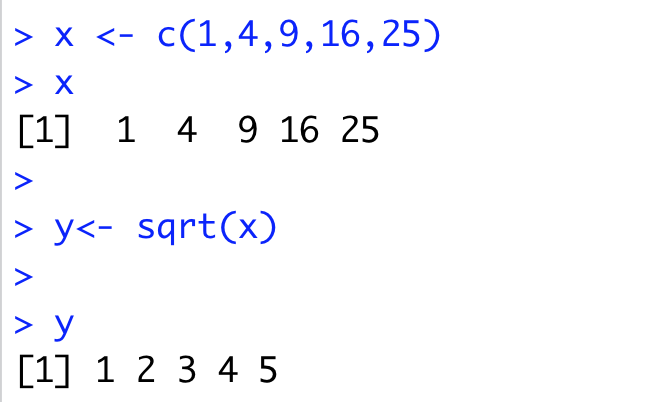 > x <- c(1,4,9,16,25)
> x
[1]  1  4  9 16 25
>
> y<- sqrt(x)
>
> y
[1] 1 2 3 4 5